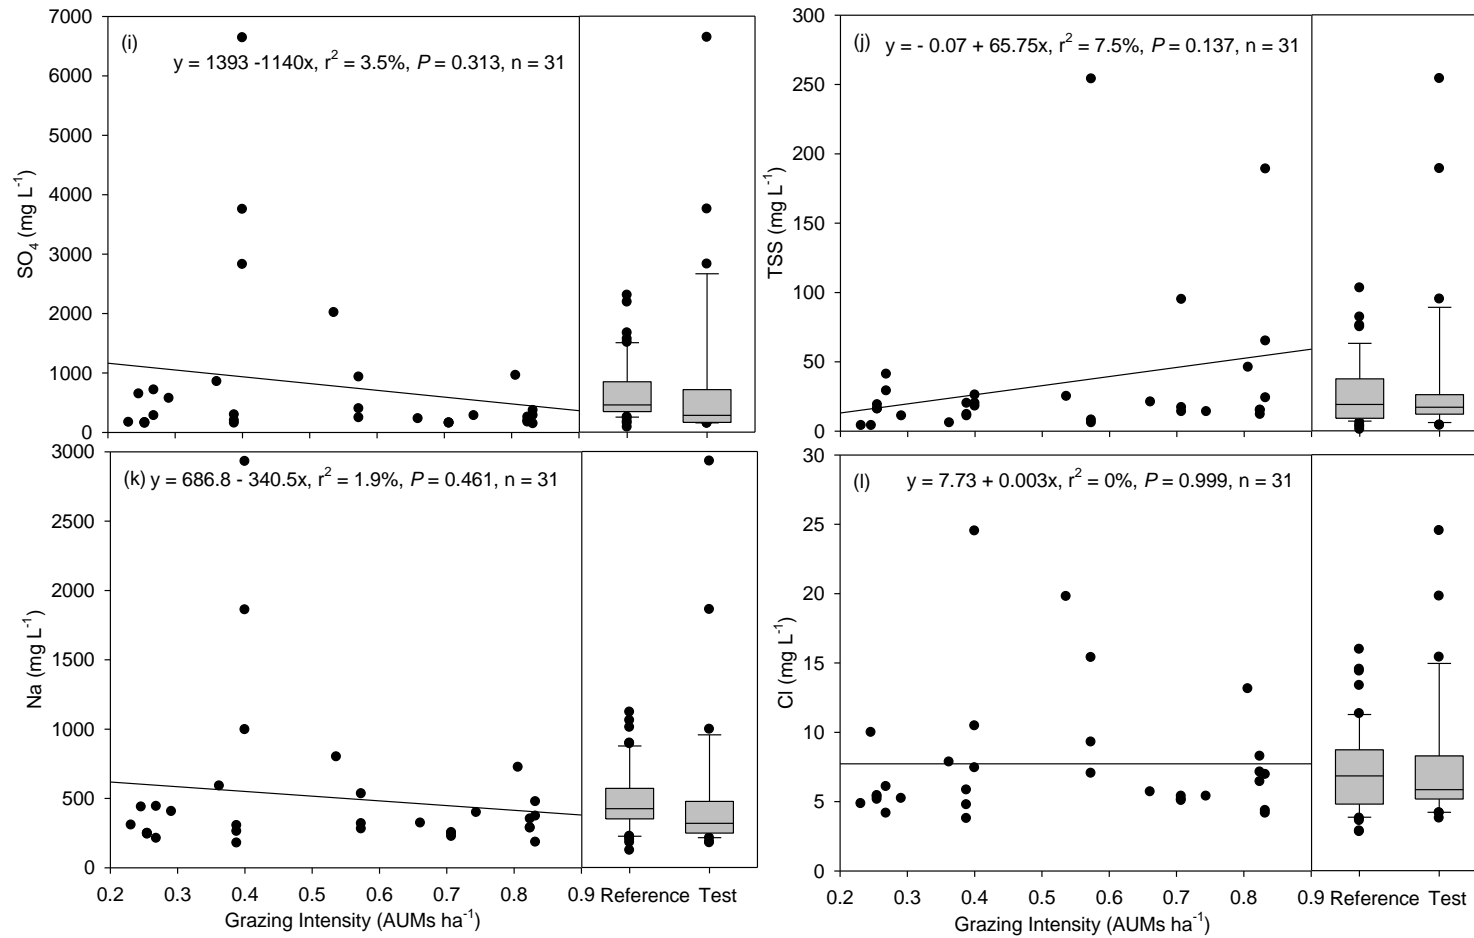 (i)
y = 1393 -1140x, r² = 3.5%, P = 0.313, n = 31
SO₄ (mg L⁻¹)
7000
6000
5000
4000
3000
2000
1000
0
(j)
y = - 0.07 + 65.75x, r² = 7.5%, P = 0.137, n = 31
TSS (mg L⁻¹)
300
250
200
150
100
50
0
(k) y = 686.8 - 340.5x, r² = 1.9%, P = 0.461, n = 31
Na (mg L⁻¹)
3000
2500
2000
1500
1000
500
0
0.2 0.3 0.4 0.5 0.6 0.7 0.8 0.9 Reference Test
Grazing Intensity (AUMs ha⁻¹)
(l)
y = 7.73 + 0.003x, r² = 0%, P = 0.999, n = 31
Cl (mg L⁻¹)
30
25
20
15
10
5
0
0.2 0.3 0.4 0.5 0.6 0.7 0.8 0.9 Reference Test
Grazing Intensity (AUMs ha⁻¹)